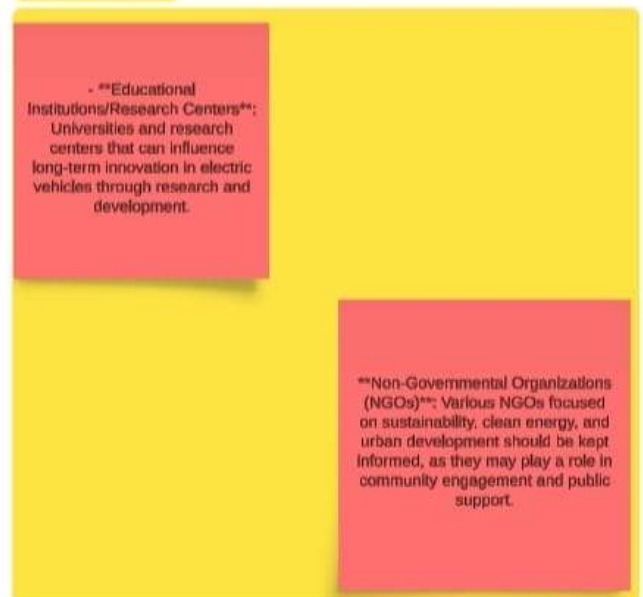 - **Educational
Institutions/Research Centers**:
Universities and research
centers that can influence
long-term innovation in electric
vehicles through research and
development.
**Non-Governmental Organizations
(NGOs)**: Various NGOs focused
on sustainability, clean energy, and
urban development should be kept
informed, as they may play a role in
community engagement and public
support.